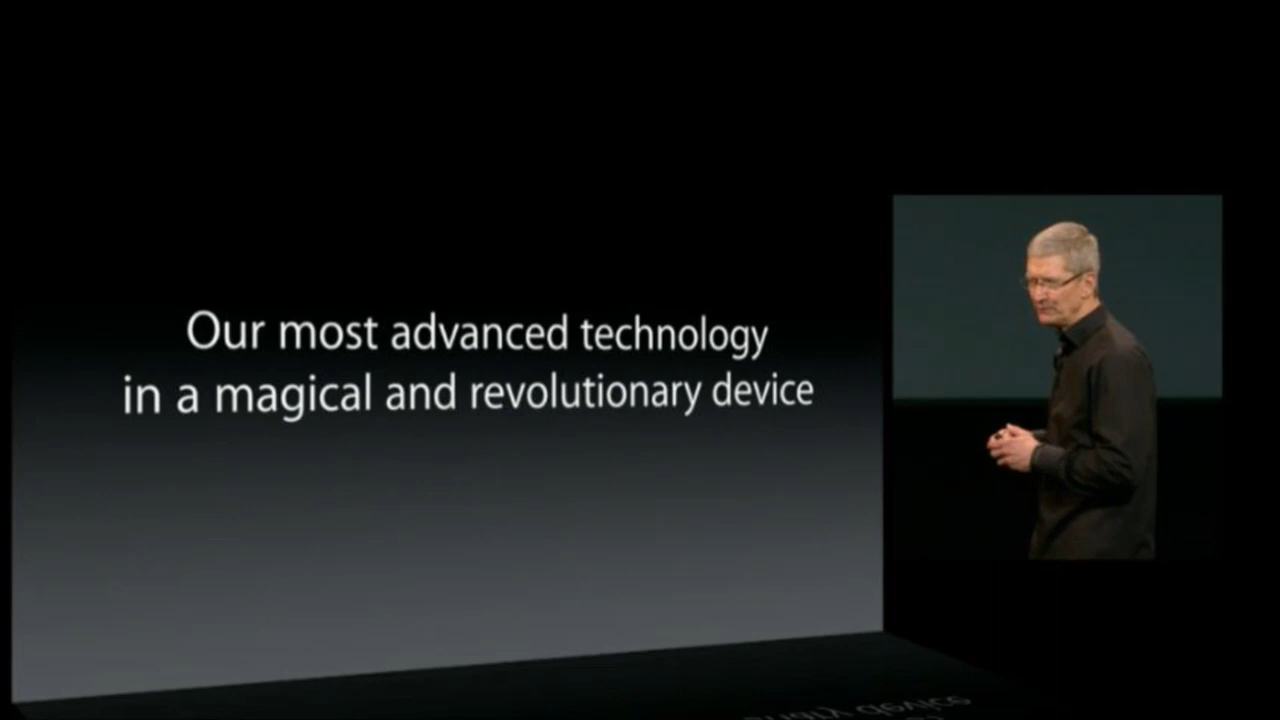 Our most advanced technology
in a magical and revolutionary device